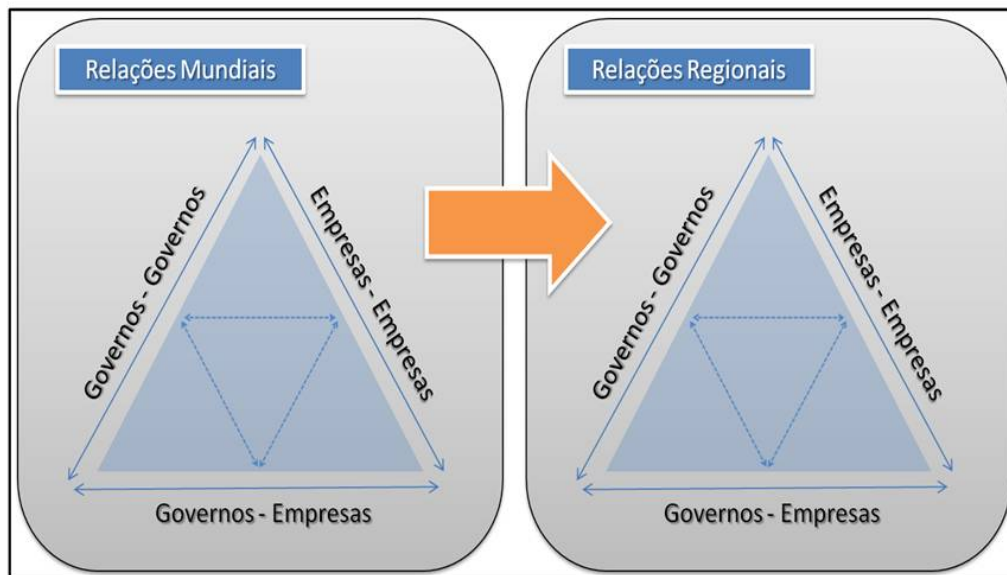 Relações Mundiais
Governos - Governos
Empresas - Empresas
Governos - Empresas
Relações Regionais
Governos - Governos
Empresas - Empresas
Governos - Empresas